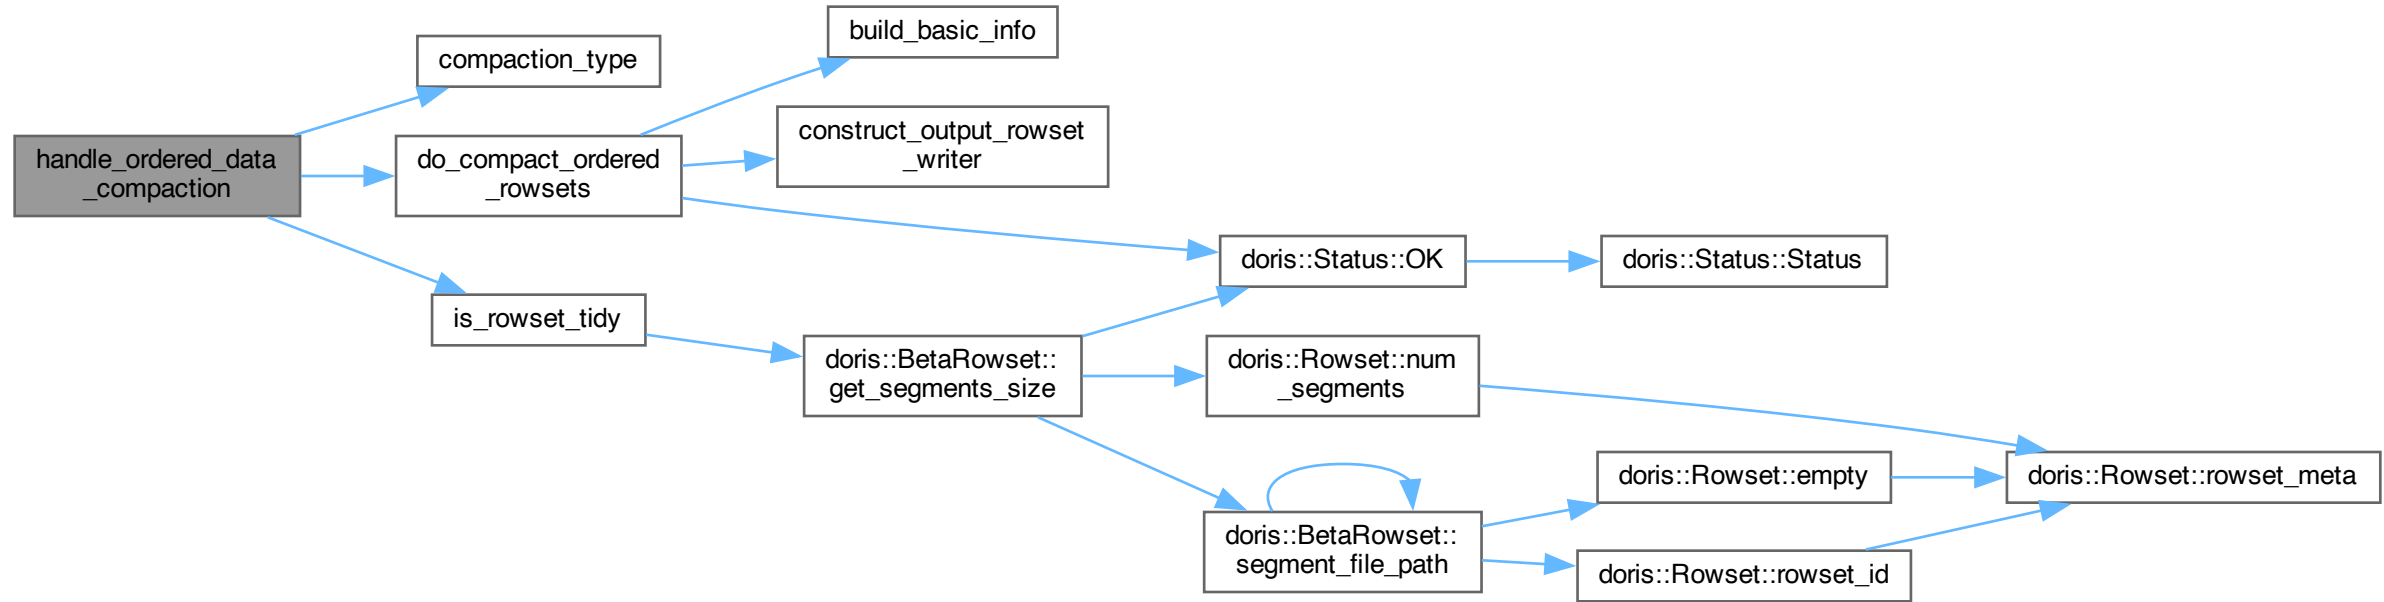 build_basic_info
compaction_type
construct_output_rowset
_writer
handle_ordered_data
_compaction
do_compact_ordered
_rowsets
doris::Status::OK
doris::Status::Status
is_rowset_tidy
doris::BetaRowset::
get_segments_size
doris::Rowset::num
_segments
doris::Rowset::empty
doris::Rowset::rowset_meta
doris::BetaRowset::
segment_file_path
doris::Rowset::rowset_id